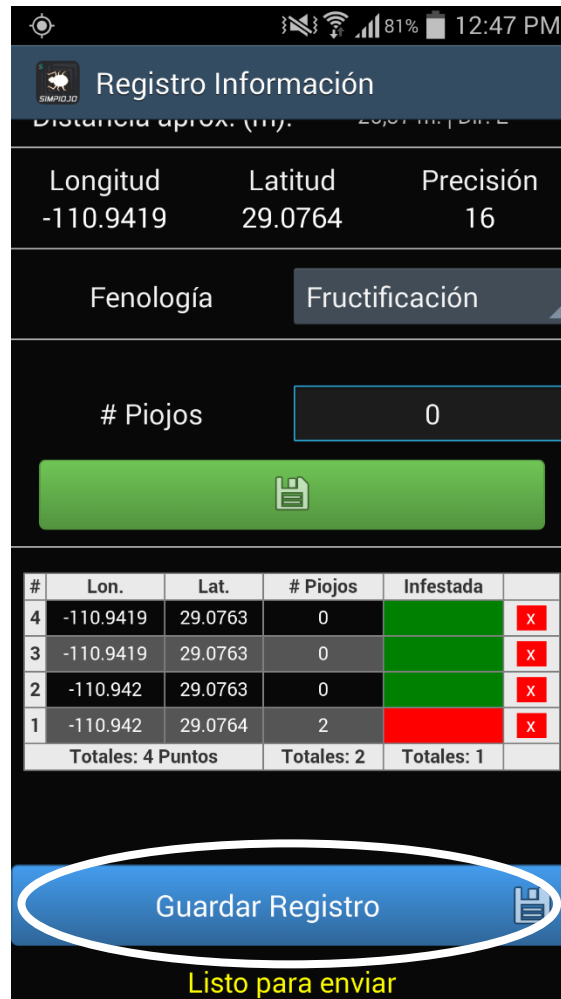 81% 12:47 PM
S
SIMPIOJO
Registro Información
Distancia aprox. (m):
Longitud Latitud Precisión
-110.9419 29.0764 16
Fenología Fructificación
# Piojos 0
# Lon. Lat. # Piojos Infestada
4 -110.9419 29.0763 0 x
3 -110.9419 29.0763 0 x
2 -110.942 29.0763 0 x
1 -110.942 29.0764 2 x
Totales: 4 Puntos Totales: 2 Totales: 1
Guardar Registro
Listo para enviar